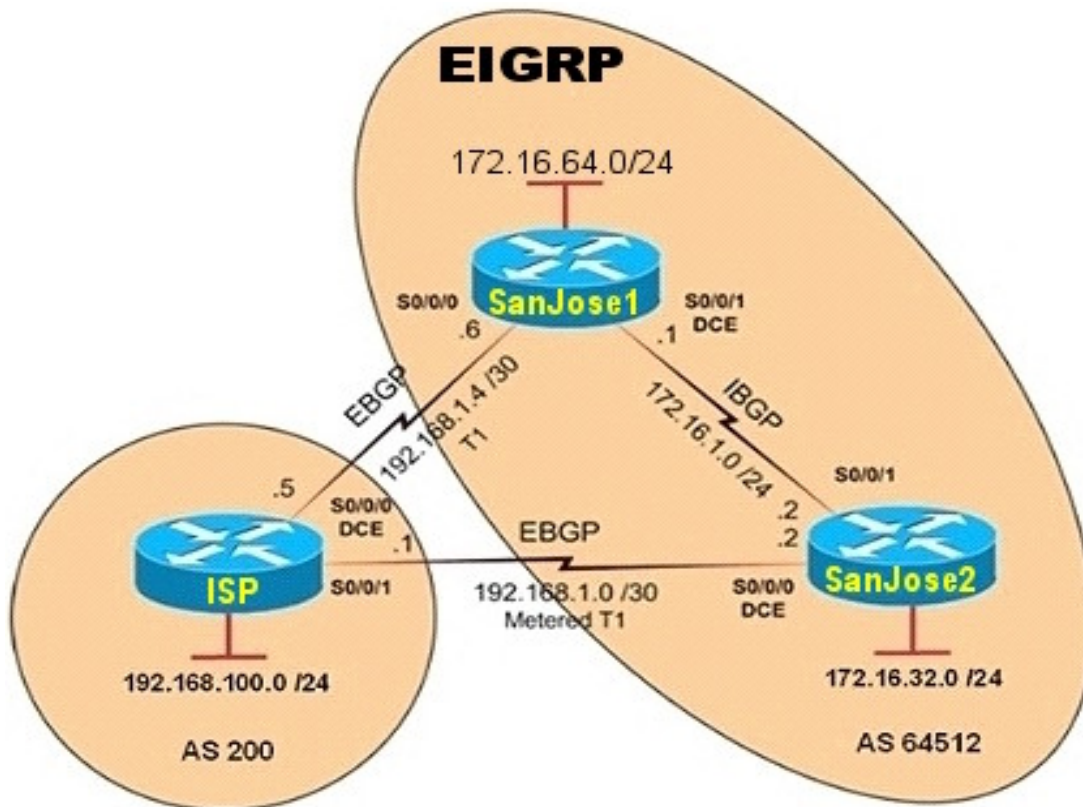 EIGRP
172.16.64.0/24
S0/0/0
SanJose1
S0/0/1
DCE
.6
.1
EBGP
192.168.1.4 /30
T1
IBGP
172.16.1.0 /24
.5
S0/0/0
DCE
.1
S0/0/1
ISP
192.168.100.0 /24
AS 200
EBGP
192.168.1.0 /30
Metered T1
S0/0/1
.2
.2
S0/0/0
DCE
SanJose2
172.16.32.0 /24
AS 64512